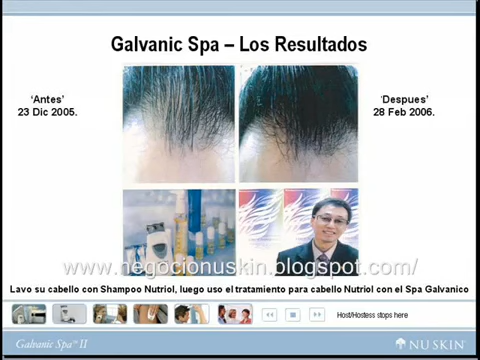 Galvanic Spa – Los Resultados
'Antes'
23 Dic 2005.
'Despues'
28 Feb 2006.
www.negocionuskin.blogspot.com/
Lavo su cabello con Shampoo Nutriol, luego uso el tratamiento para cabello Nutriol con el Spa Galvanico
Host/Hostess stops here
Galvanic Spa™ II
NU SKIN®